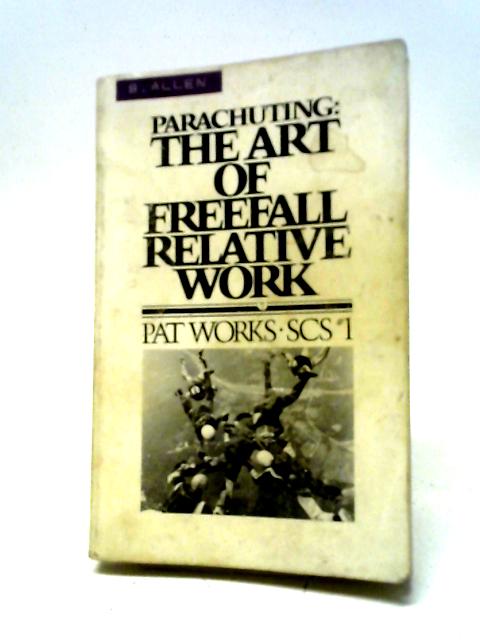 B. ALLEN
PARACHUTING:
THE ART
OF
FREEFALL
RELATIVE
WORK
PAT WORKS · SCS #1